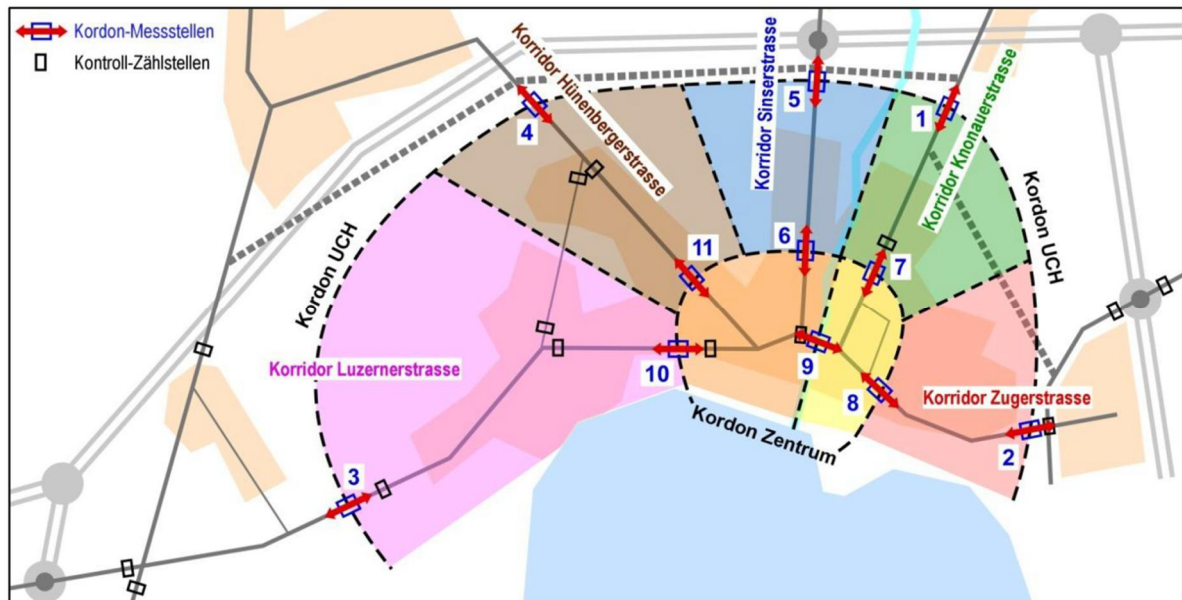 Kordon-Messstellen
Kontroll-Zählstellen
Korridor Hünenbergerstrasse
Korridor Sinserstrasse
Korridor Knonauerstrasse
Kordon UCH
Kordon UCH
4
5
1
11
6
7
Korridor Luzernerstrasse
10
9
8
Korridor Zugerstrasse
Kordon Zentrum
3
2